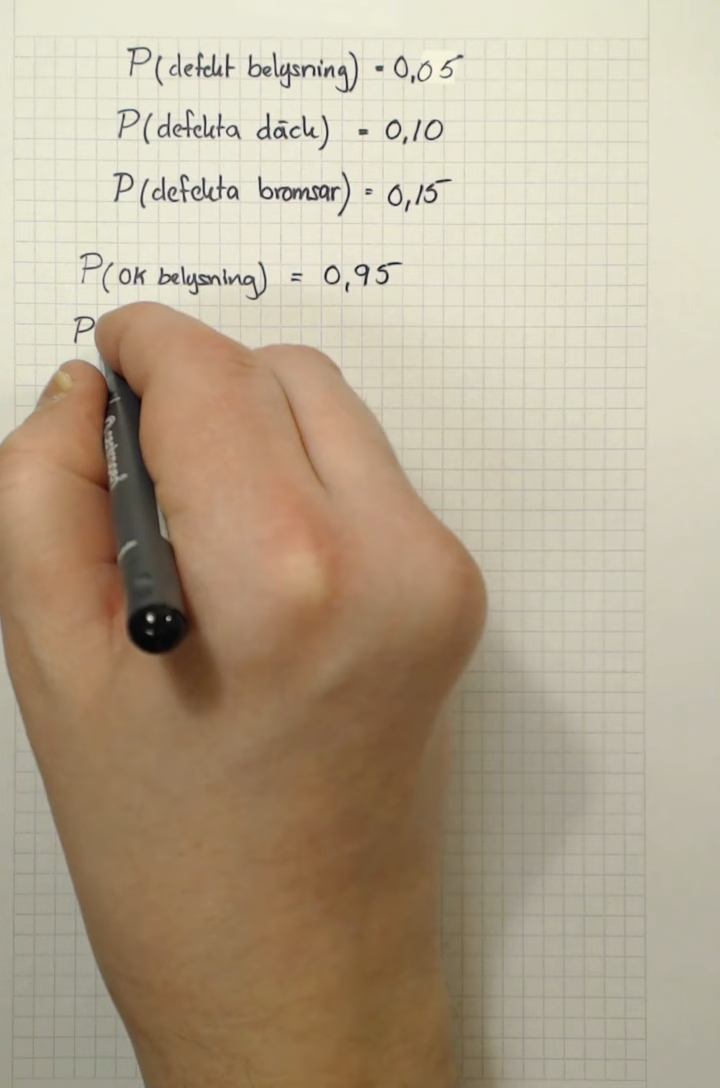 P(defekt belysning) = 0,05
P(defekta däck) = 0,10
P(defekta bromsar) = 0,15
P(ok belysning) = 0,95
P